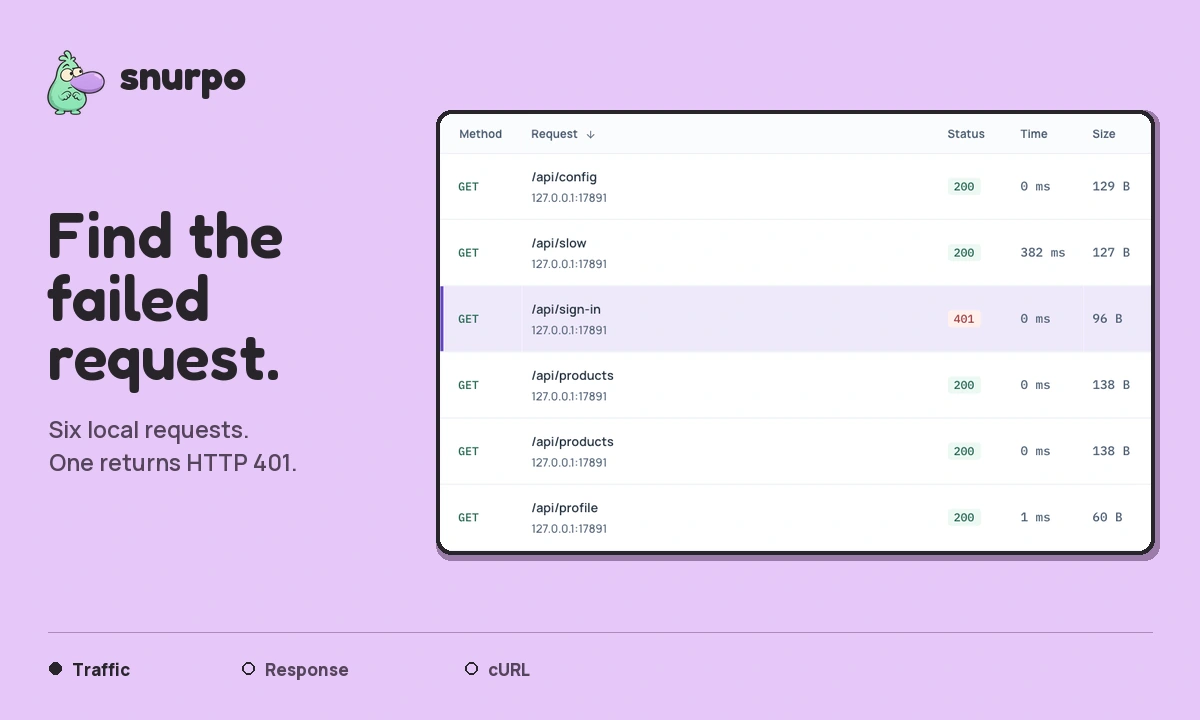 snurpo
Find the
failed
request.
Six local requests.
One returns HTTP 401.
Method Request ↓ Status Time Size
GET /api/config 200 0 ms 129 B
127.0.0.1:17891
GET /api/slow 200 382 ms 127 B
127.0.0.1:17891
GET /api/sign-in 401 0 ms 96 B
127.0.0.1:17891
GET /api/products 200 0 ms 138 B
127.0.0.1:17891
GET /api/products 200 0 ms 138 B
127.0.0.1:17891
GET /api/profile 200 1 ms 60 B
127.0.0.1:17891
Traffic Response cURL